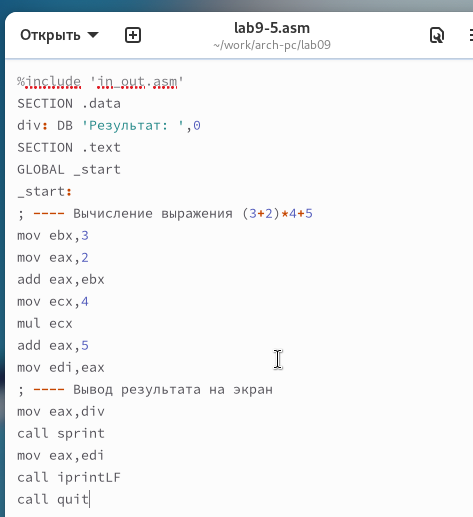 Открыть
lab9-5.asm
~/work/arch-pc/lab09
%include 'in_out.asm'
SECTION .data
div: DB 'Результат: ',0
SECTION .text
GLOBAL _start
_start:
; ---- Вычисление выражения (3+2)*4+5
mov ebx,3
mov eax,2
add eax,ebx
mov ecx,4
mul ecx
add eax,5
mov edi,eax
; ---- Вывод результата на экран
mov eax,div
call sprint
mov eax,edi
call iprintLF
call quit